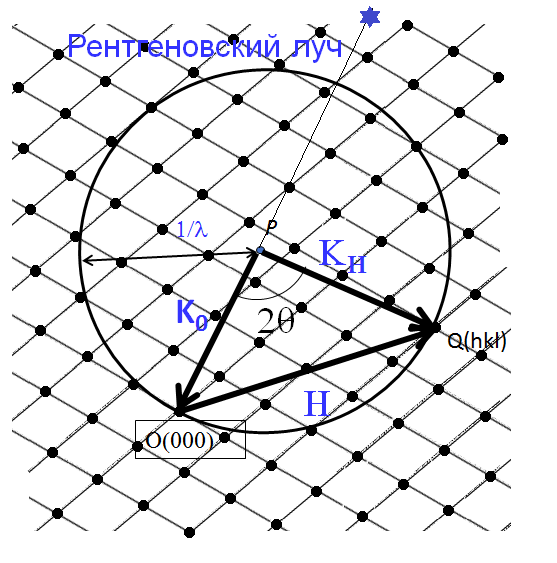 Рентгеновский луч
P
1/λ
K_H
K_0
2θ
Q(hkl)
H
O(000)